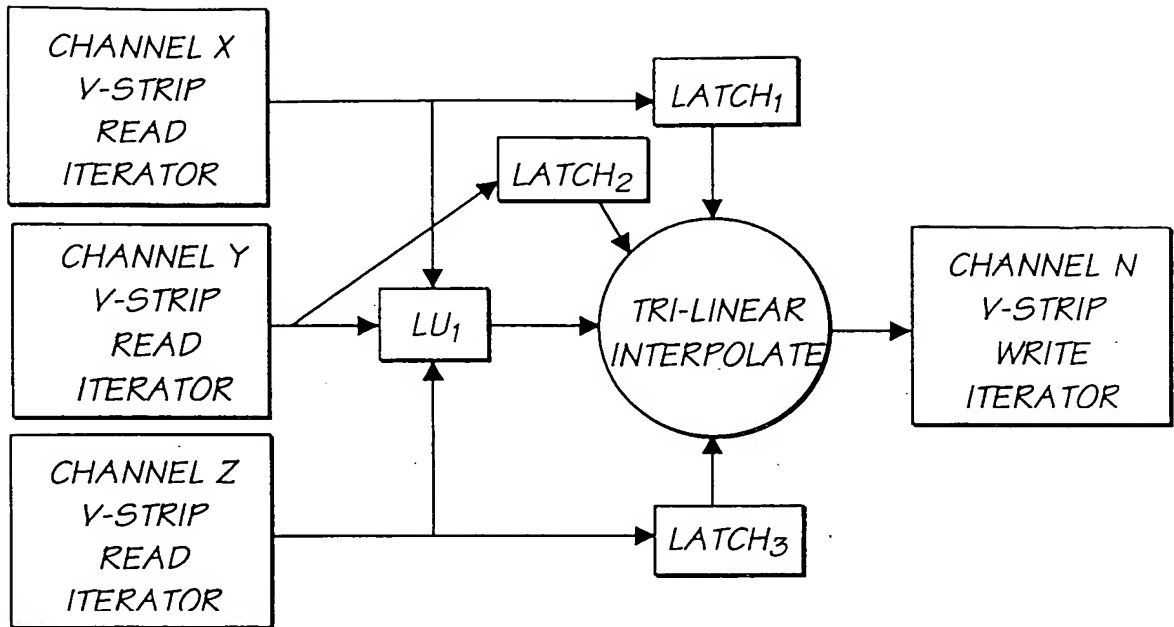 CHANNEL X
V-STRIP
READ
ITERATOR
LATCH1
LATCH2
CHANNEL Y
V-STRIP
READ
ITERATOR
LU1
TRI-LINEAR
INTERPOLATE
CHANNEL N
V-STRIP
WRITE
ITERATOR
CHANNEL Z
V-STRIP
READ
ITERATOR
LATCH3